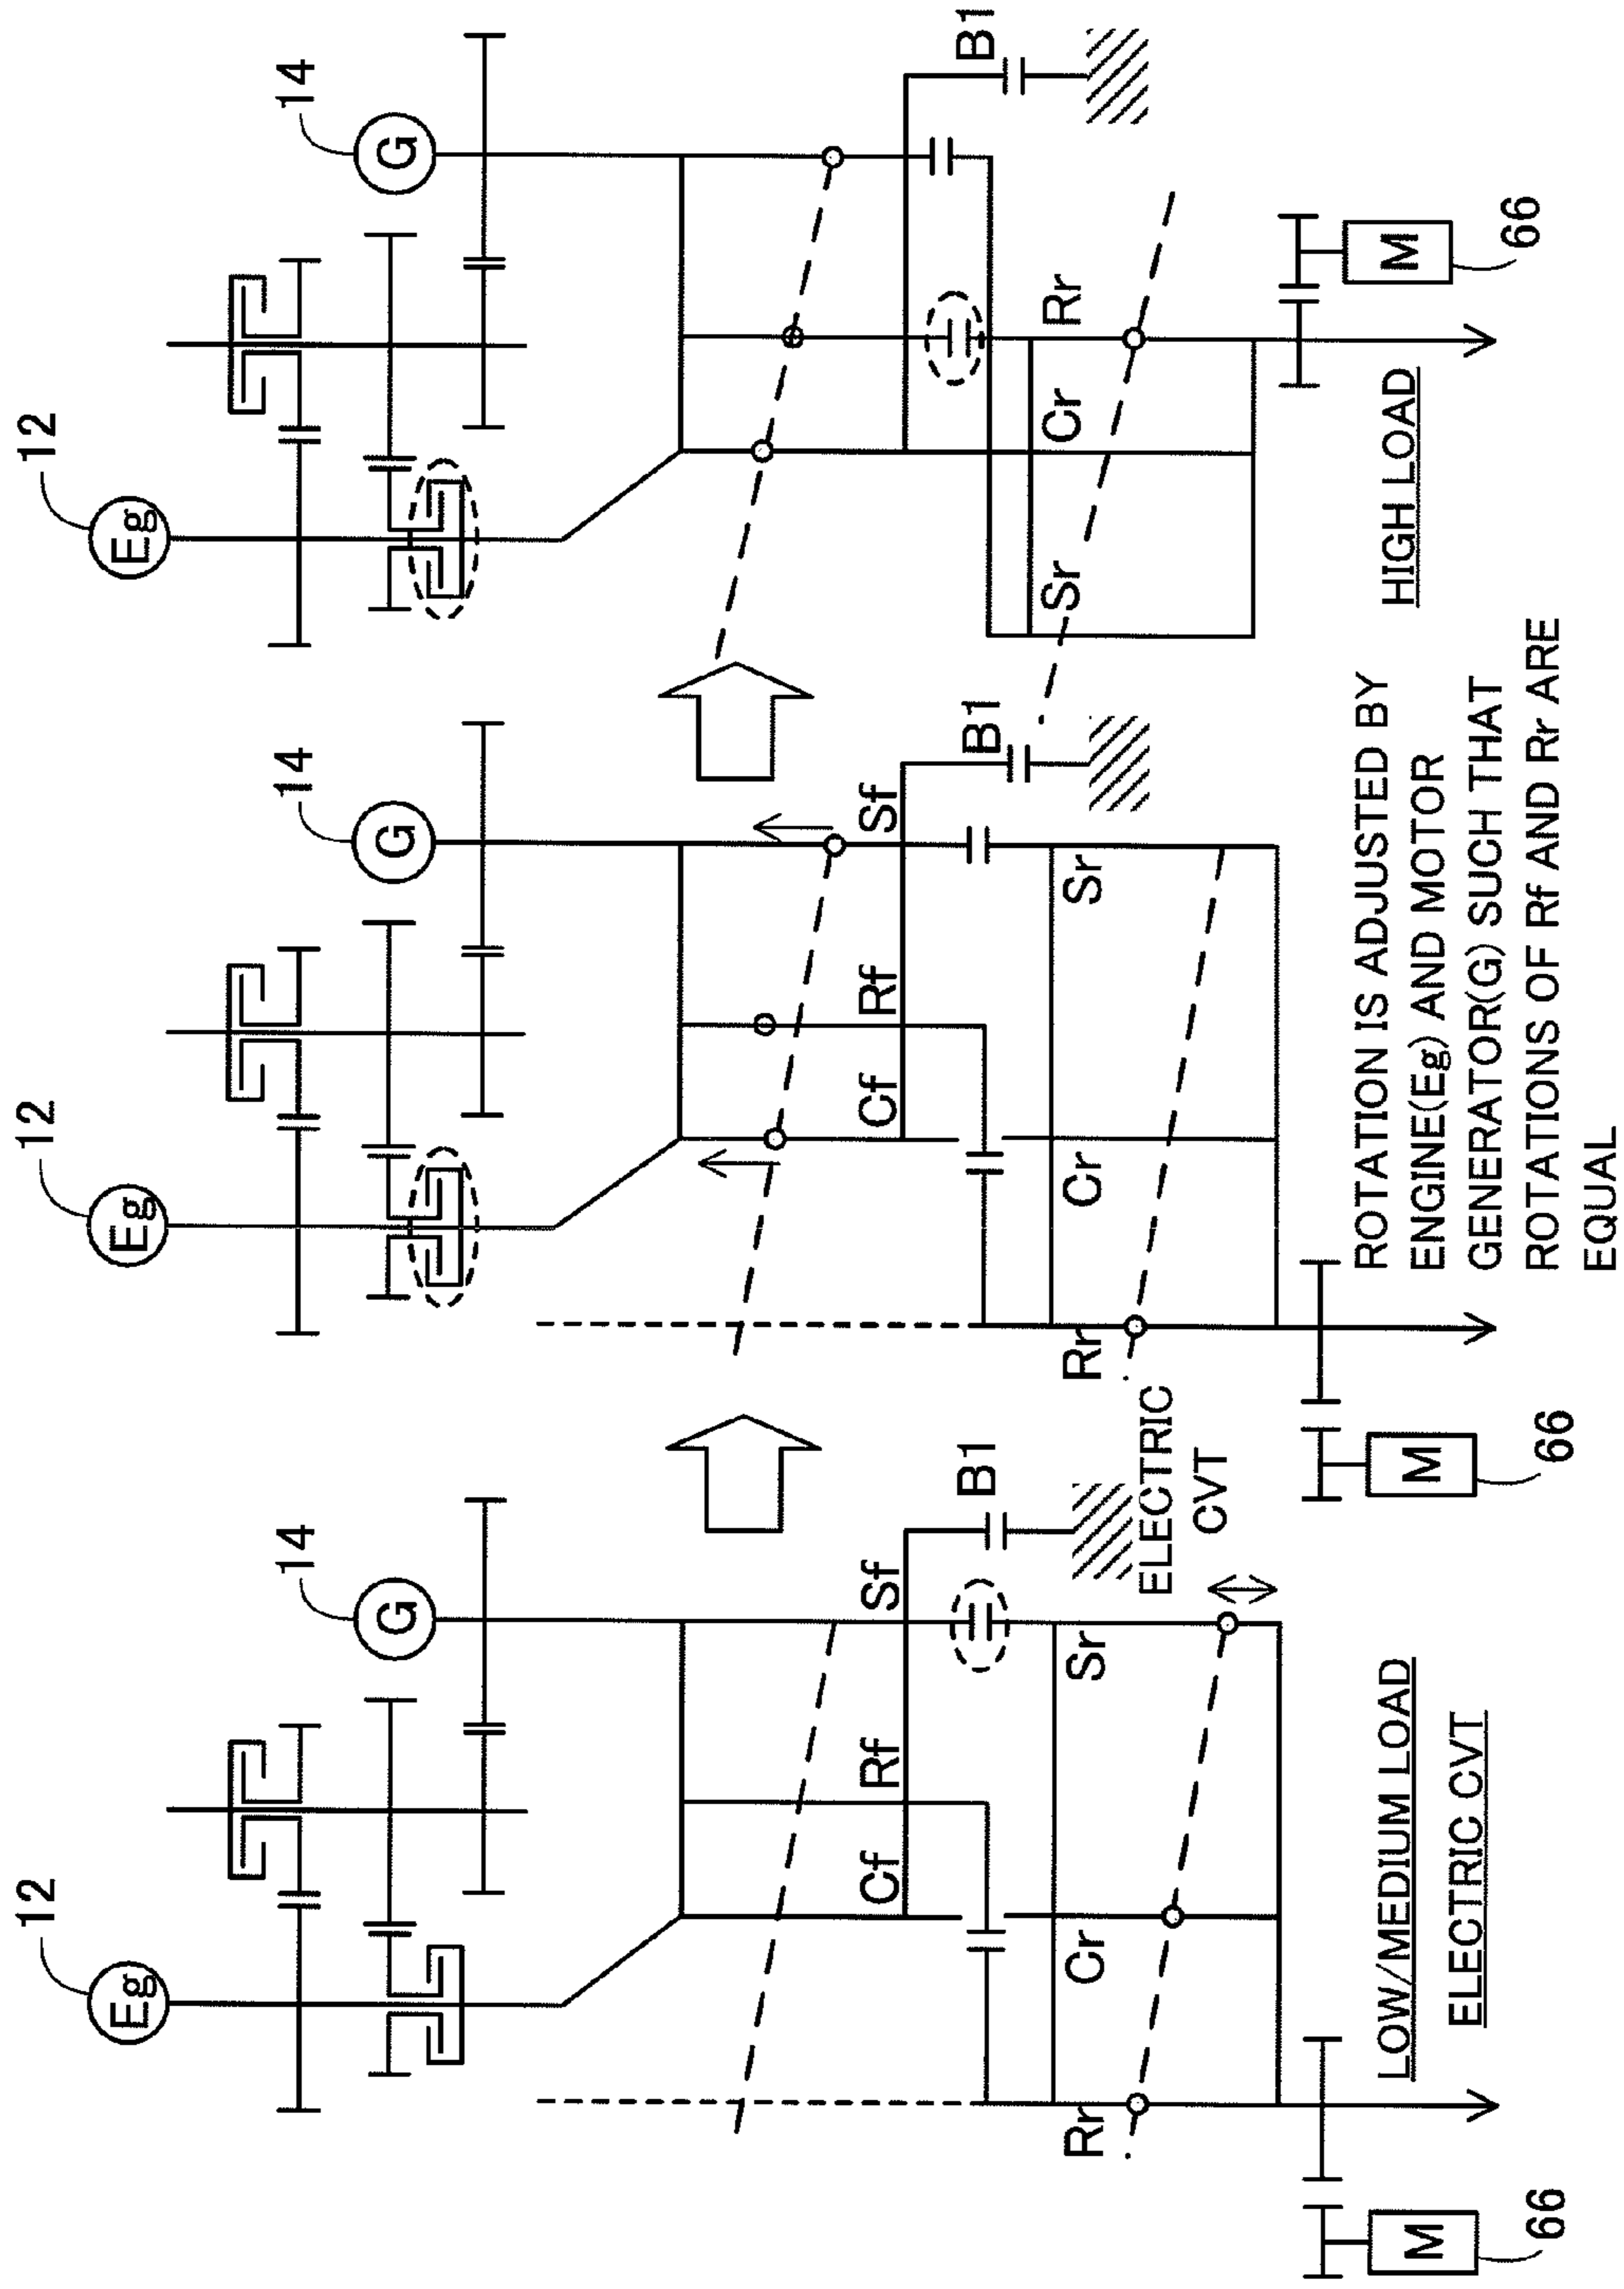 12
Eg
14
G
Cf
Rf
Sf
B1
Rr
Cr
Sr
ELECTRIC
CVT
M
66
LOW/MEDIUM LOAD
ELECTRIC CVT
12
Eg
14
G
Cf
Rf
Sf
B1
Rr
Cr
Sr
M
66
ROTATION IS ADJUSTED BY
ENGINE(Eg) AND MOTOR
GENERATOR(G) SUCH THAT
ROTATIONS OF Rf AND Rr ARE
EQUAL
12
Eg
14
G
B1
Sr
Cr
Rr
M
66
HIGH LOAD